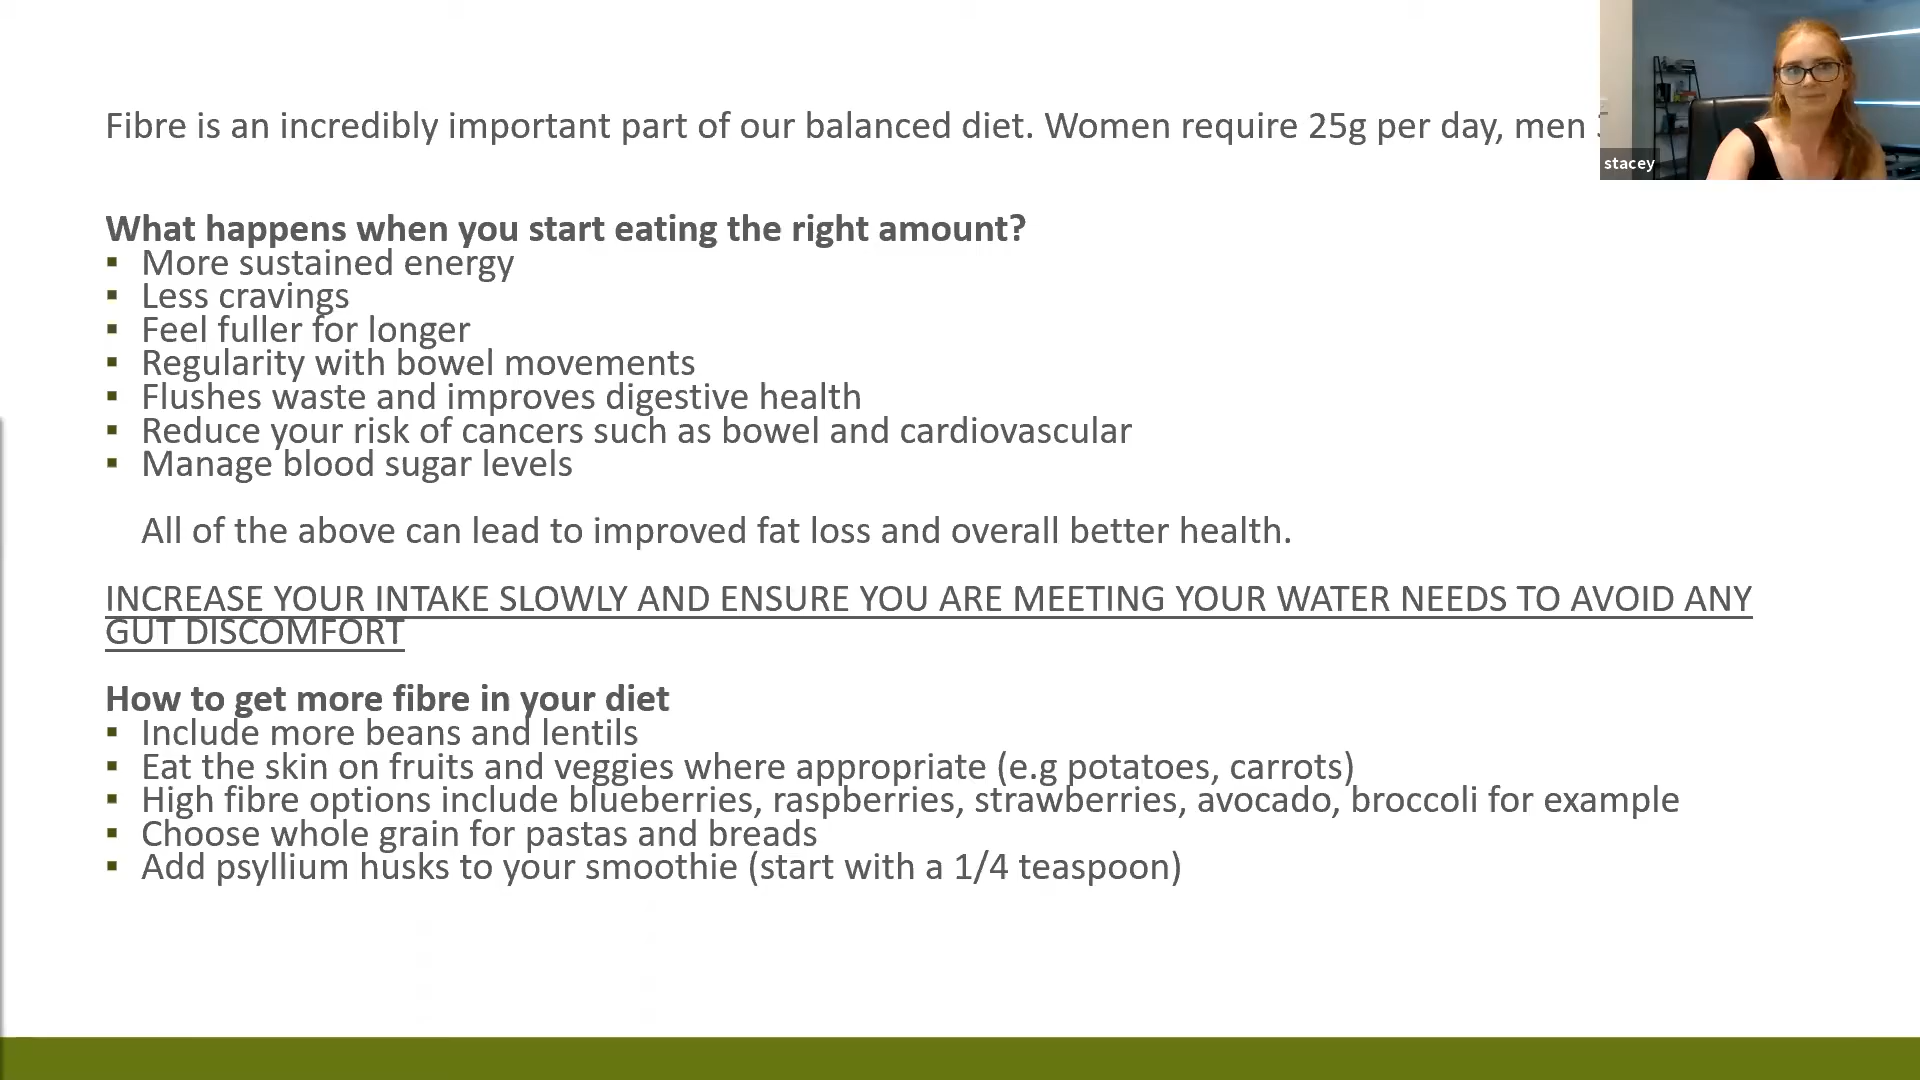 Fibre is an incredibly important part of our balanced diet. Women require 25g per day, men
stacey
What happens when you start eating the right amount?
▪ More sustained energy
▪ Less cravings
▪ Feel fuller for longer
▪ Regularity with bowel movements
▪ Flushes waste and improves digestive health
▪ Reduce your risk of cancers such as bowel and cardiovascular
▪ Manage blood sugar levels
All of the above can lead to improved fat loss and overall better health.
INCREASE YOUR INTAKE SLOWLY AND ENSURE YOU ARE MEETING YOUR WATER NEEDS TO AVOID ANY
GUT DISCOMFORT
How to get more fibre in your diet
▪ Include more beans and lentils
▪ Eat the skin on fruits and veggies where appropriate (e.g potatoes, carrots)
▪ High fibre options include blueberries, raspberries, strawberries, avocado, broccoli for example
▪ Choose whole grain for pastas and breads
▪ Add psyllium husks to your smoothie (start with a 1/4 teaspoon)